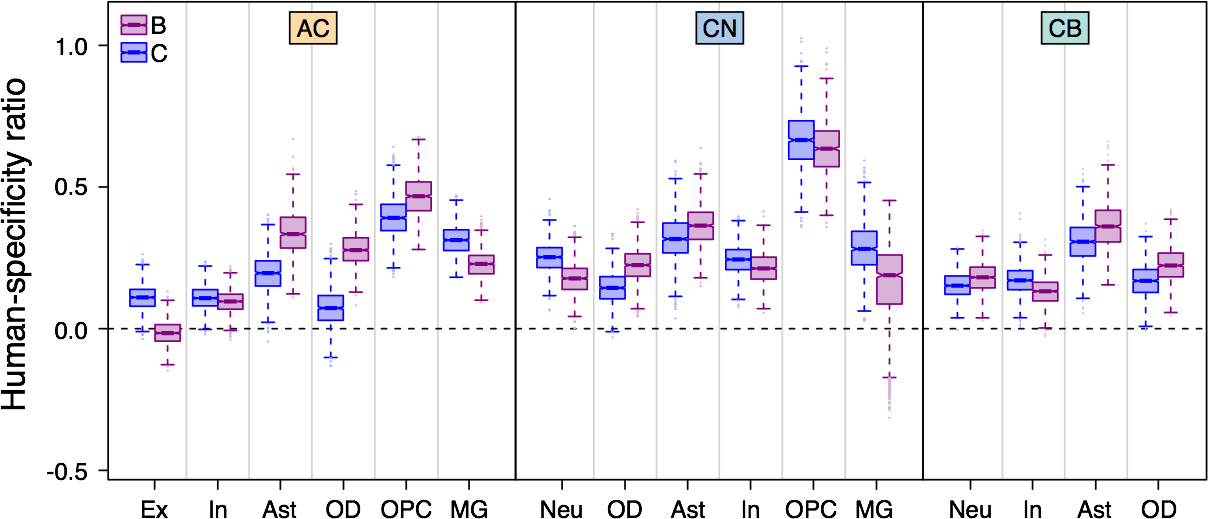 Human-specificity ratio
1.0
0.5
0.0
-0.5
B
C
AC
CN
CB
Ex In Ast OD OPC MG Neu OD Ast In OPC MG Neu In Ast OD